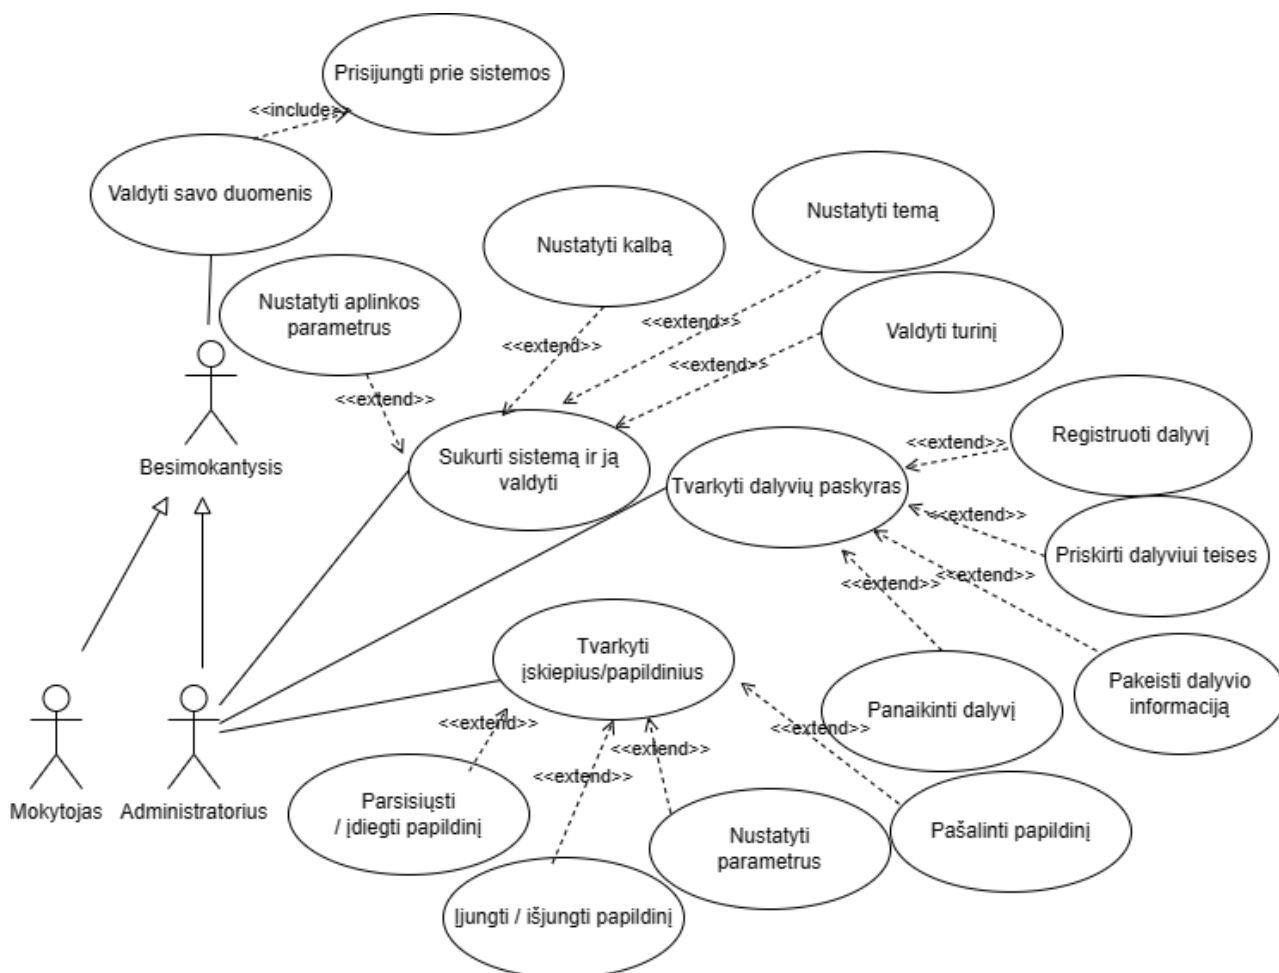 Prisijungti prie sistemos
<<include>>
Valdyti savo duomenis
Nustatyti temą
Nustatyti kalbą
Nustatyti aplinkos
parametrus
<<extend>>
Valdyti turinį
<<extend>>
<<extend>>
<<extend>>
Besimokantysis
Sukurti sistemą ir ją
valdyti
Registruoti dalyvį
<<extend>>
Tvarkyti dalyvių paskyras
<<extend>>
Priskirti dalyviui teises
<<extend>>
<<extend>>
Tvarkyti
įskiepius/papildinius
Pakeisti dalyvio
informaciją
Panaikinti dalyvį
<<extend>>
<<extend>>
<<extend>>
<<extend>>
Mokytojas
Administratorius
Parsisiųsti
/ įdiegti papildinį
Nustatyti
parametrus
Pašalinti papildinį
Įjungti / išjungti papildinį